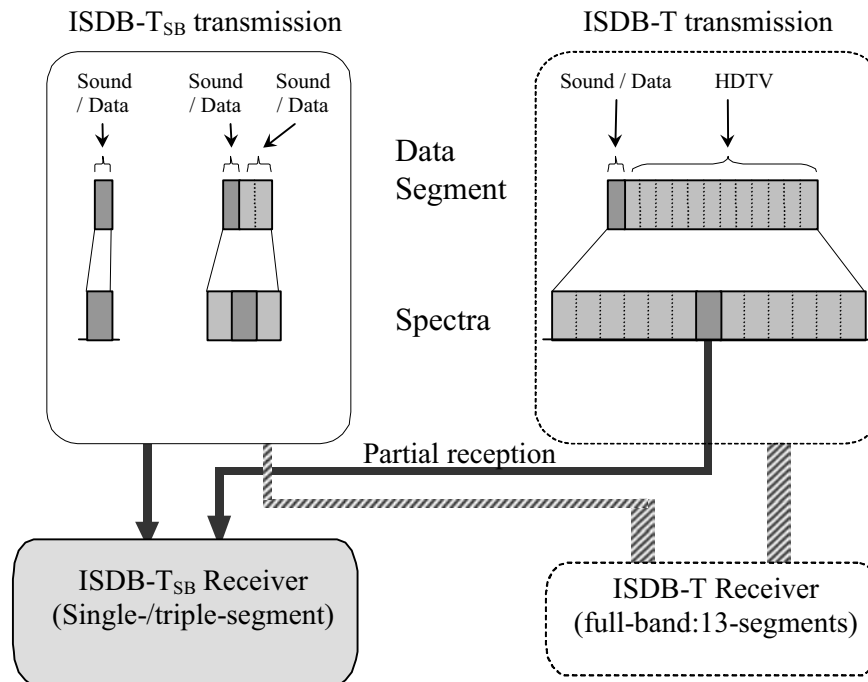 ISDB-TSB transmission
ISDB-T transmission
Sound
/ Data
Sound
/ Data
Sound
/ Data
Sound / Data
HDTV
Data
Segment
Spectra
Partial reception
ISDB-TSB Receiver
(Single-/triple-segment)
ISDB-T Receiver
(full-band:13-segments)